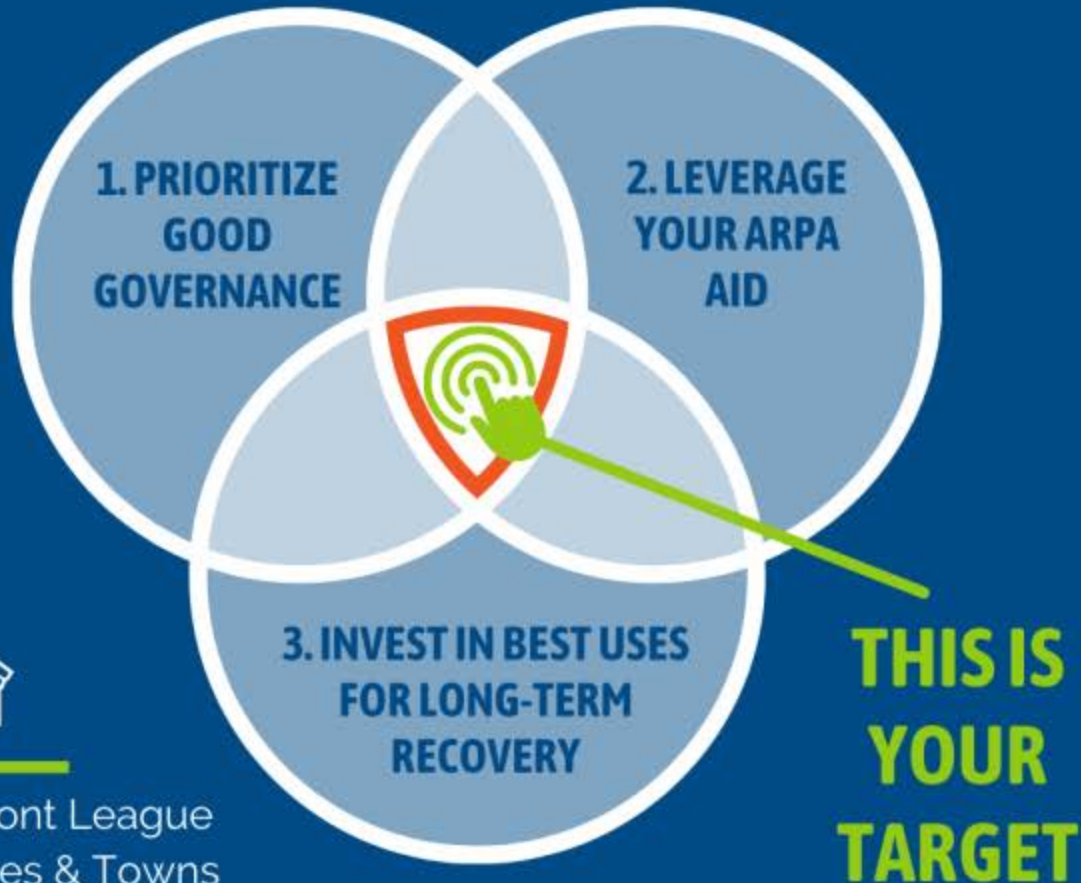 1. PRIORITIZE
GOOD
GOVERNANCE
2. LEVERAGE
YOUR ARPA
AID
3. INVEST IN BEST USES
FOR LONG-TERM
RECOVERY
THIS IS
YOUR
TARGET
ont League
es & Towns